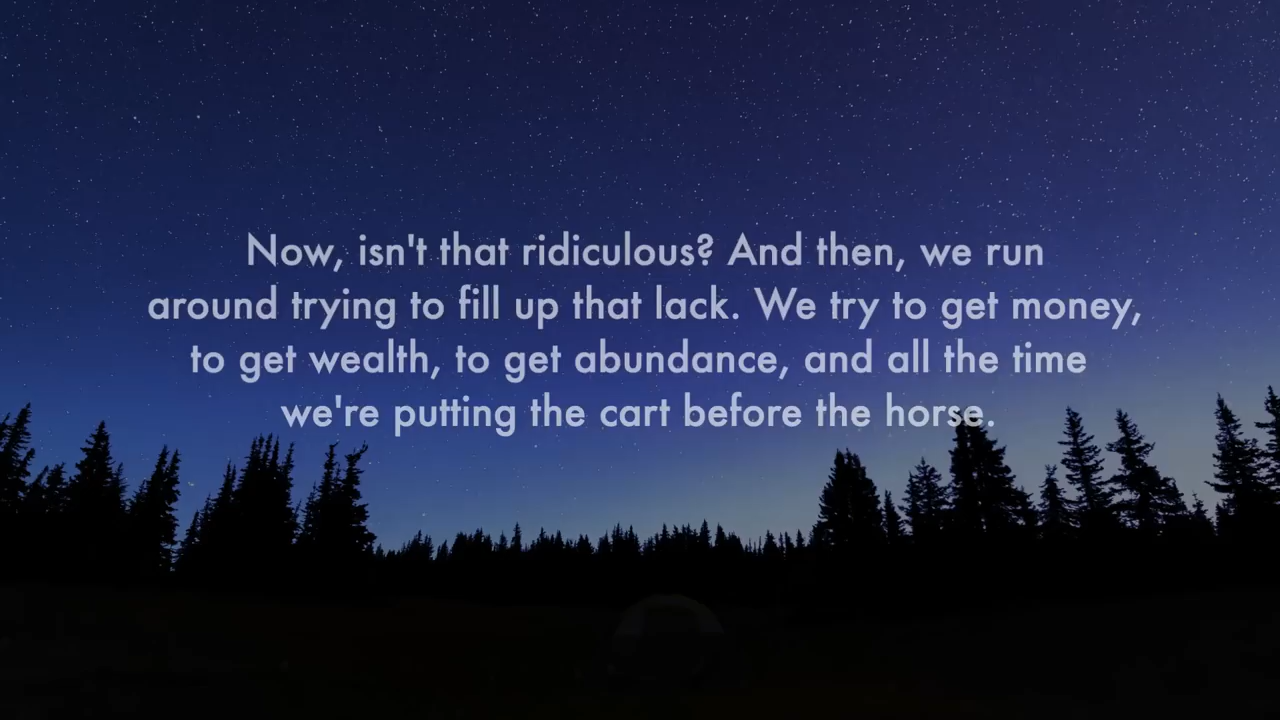 Now, isn't that ridiculous? And then, we run
around trying to fill up that lack. We try to get money,
to get wealth, to get abundance, and all the time
we're putting the cart before the horse.